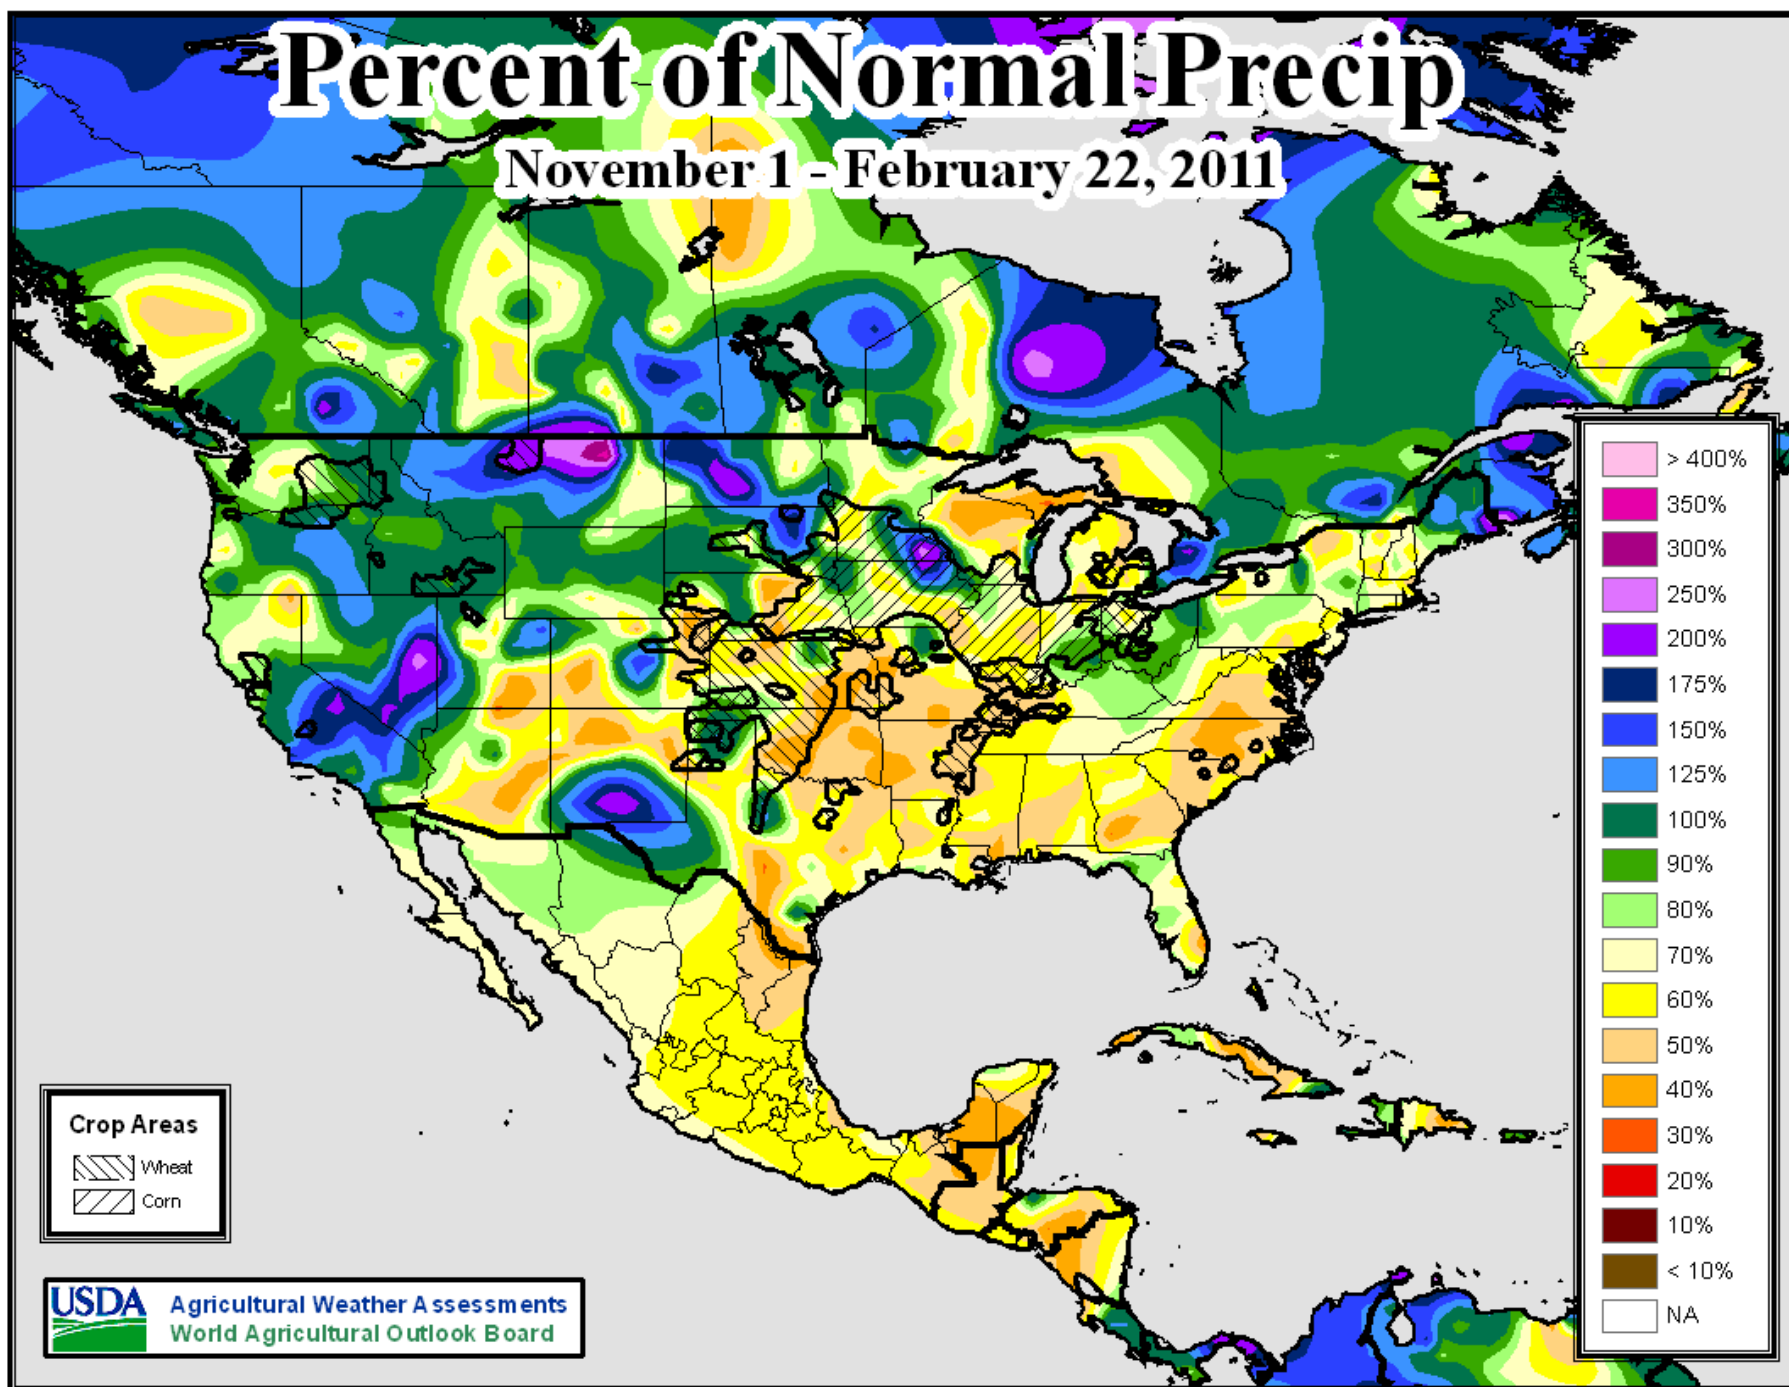 Percent of Normal Precip
November 1 - February 22, 2011
> 400%
350%
300%
250%
200%
175%
150%
125%
100%
90%
80%
70%
60%
50%
40%
30%
20%
10%
< 10%
NA
Crop Areas
Wheat
Corn
USDA
Agricultural Weather Assessments
World Agricultural Outlook Board